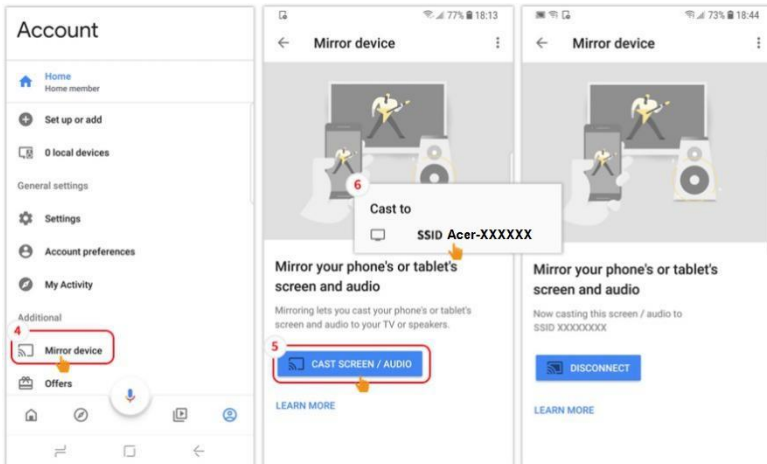 Account
Home
Home member
Set up or add
0 local devices
General settings
Settings
Account preferences
My Activity
Additional
4
Mirror device
Offers
77% 18:13
Mirror device
6
Cast to
SSID Acer-XXXXXX
Mirror your phone's or tablet's
screen and audio
Mirroring lets you cast your phone's or tablet's
screen and audio to your TV or speakers.
5
CAST SCREEN / AUDIO
LEARN MORE
73% 18:44
Mirror device
Mirror your phone's or tablet's
screen and audio
Now casting this screen / audio to
SSID XXXXXXXX
DISCONNECT
LEARN MORE